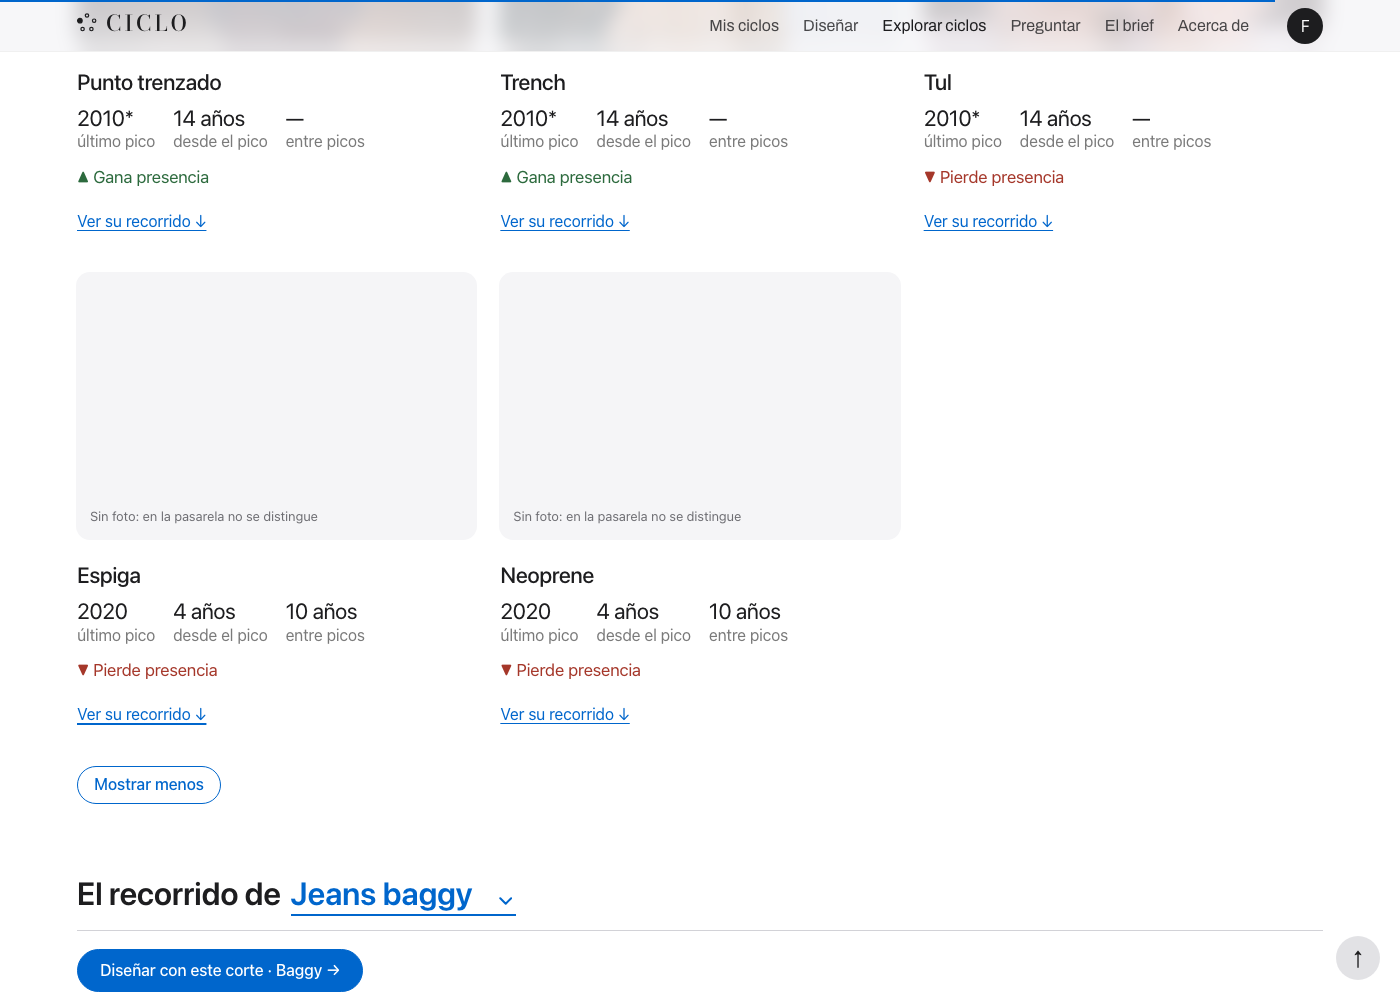 CICLO
Mis ciclos Diseñar Explorar ciclos Preguntar El brief Acerca de F
Punto trenzado
2010* 14 años —
último pico desde el pico entre picos
▲ Gana presencia
Ver su recorrido ↓
Trench
2010* 14 años —
último pico desde el pico entre picos
▲ Gana presencia
Ver su recorrido ↓
Tul
2010* 14 años —
último pico desde el pico entre picos
▼ Pierde presencia
Ver su recorrido ↓
Sin foto: en la pasarela no se distingue
Espiga
2020 4 años 10 años
último pico desde el pico entre picos
▼ Pierde presencia
Ver su recorrido ↓
Sin foto: en la pasarela no se distingue
Neoprene
2020 4 años 10 años
último pico desde el pico entre picos
▼ Pierde presencia
Ver su recorrido ↓
Mostrar menos
El recorrido de Jeans baggy
Diseñar con este corte · Baggy →
↑